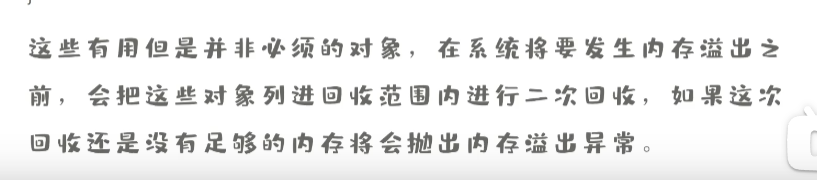 这些有用但是并非必须的对象，在系统将要发生内存溢出之
前，会把这些对象列进回收范围内进行二次回收，如果这次
回收还是没有足够的内存将会抛出内存溢出异常。